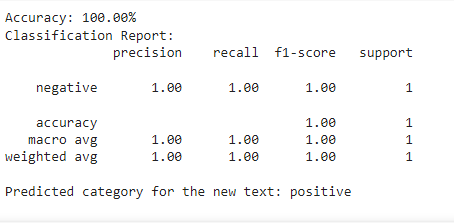 Accuracy: 100.00%
Classification Report:
precision recall f1-score support
negative 1.00 1.00 1.00 1
accuracy 1.00 1
macro avg 1.00 1.00 1.00 1
weighted avg 1.00 1.00 1.00 1
Predicted category for the new text: positive